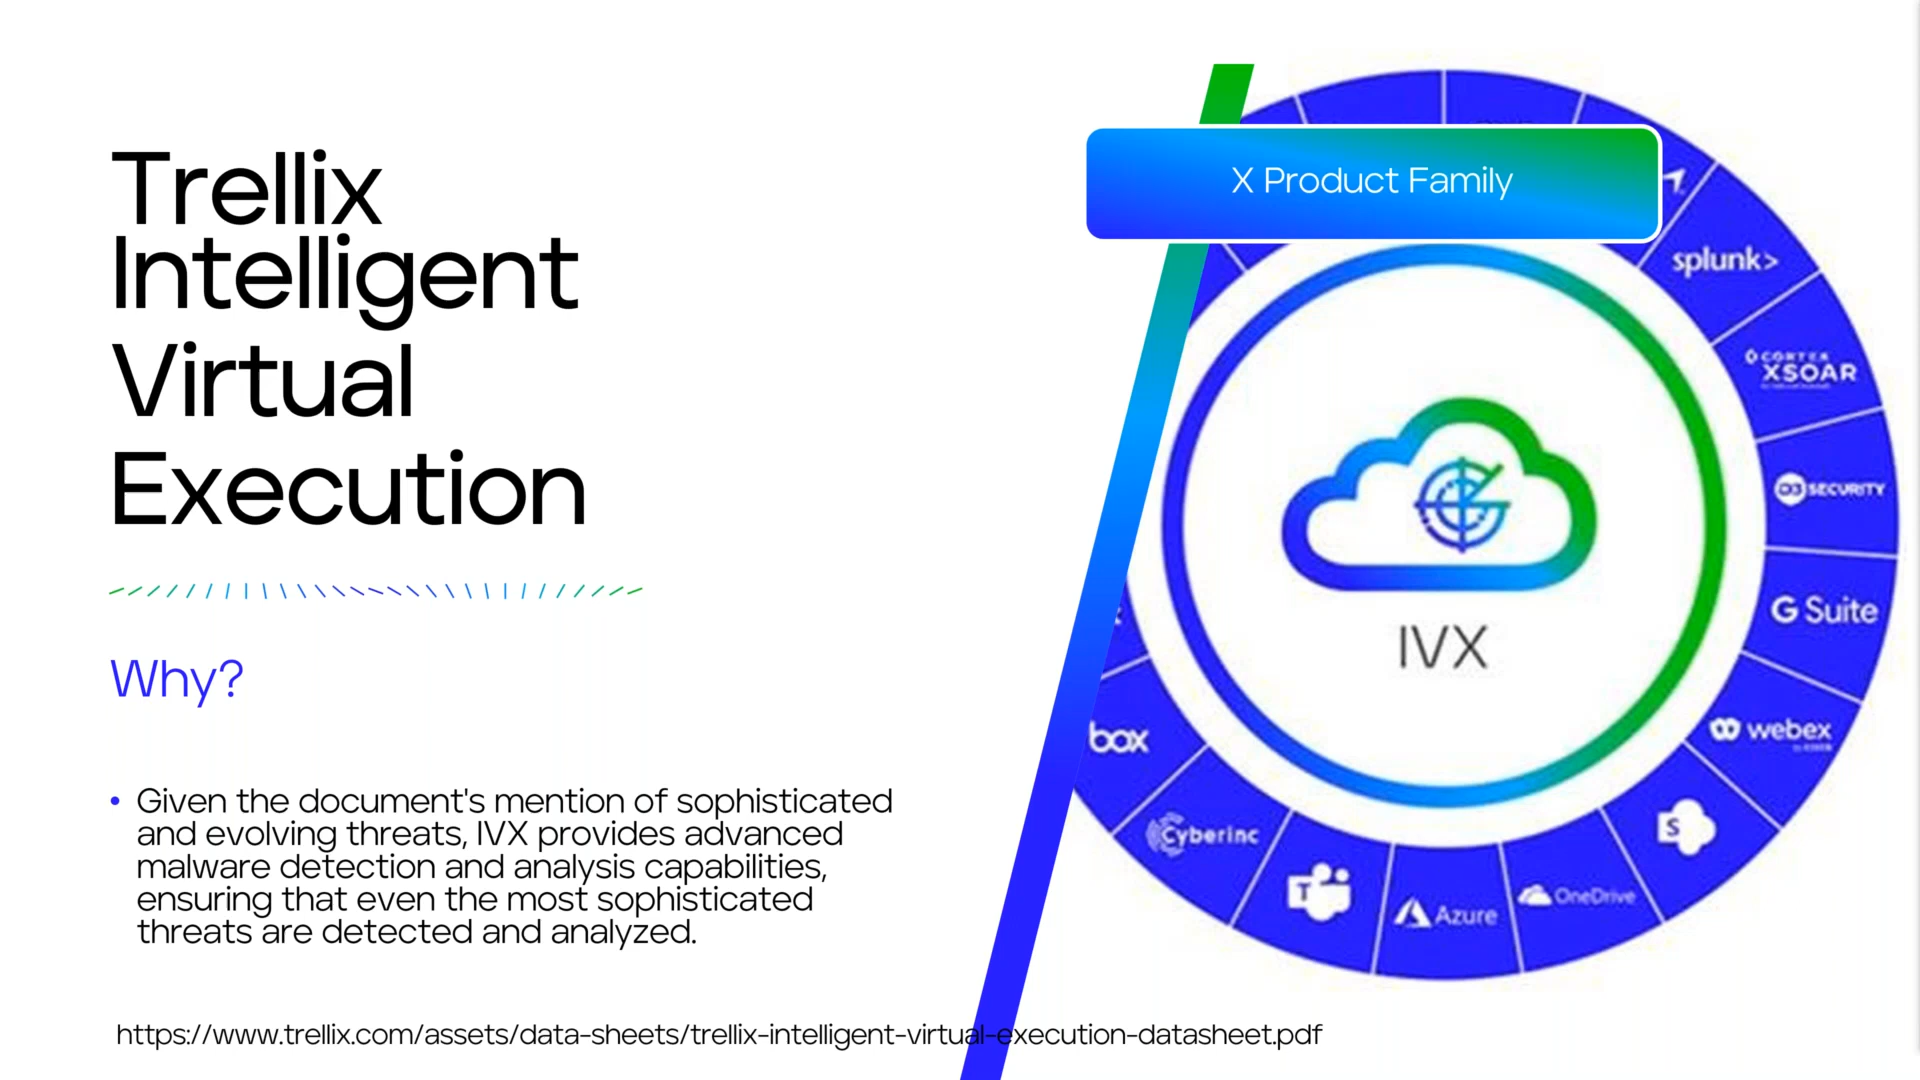 Trellix
Intelligent
Virtual
Execution
Why?
• Given the document's mention of sophisticated
and evolving threats, IVX provides advanced
malware detection and analysis capabilities,
ensuring that even the most sophisticated
threats are detected and analyzed.
https://www.trellix.com/assets/data-sheets/trellix-intelligent-virtual-execution-datasheet.pdf
X Product Family
splunk>
CORTEX
XSOAR
D3 SECURITY
G Suite
webex
S
OneDrive
Azure
T
Cyberinc
box
IVX